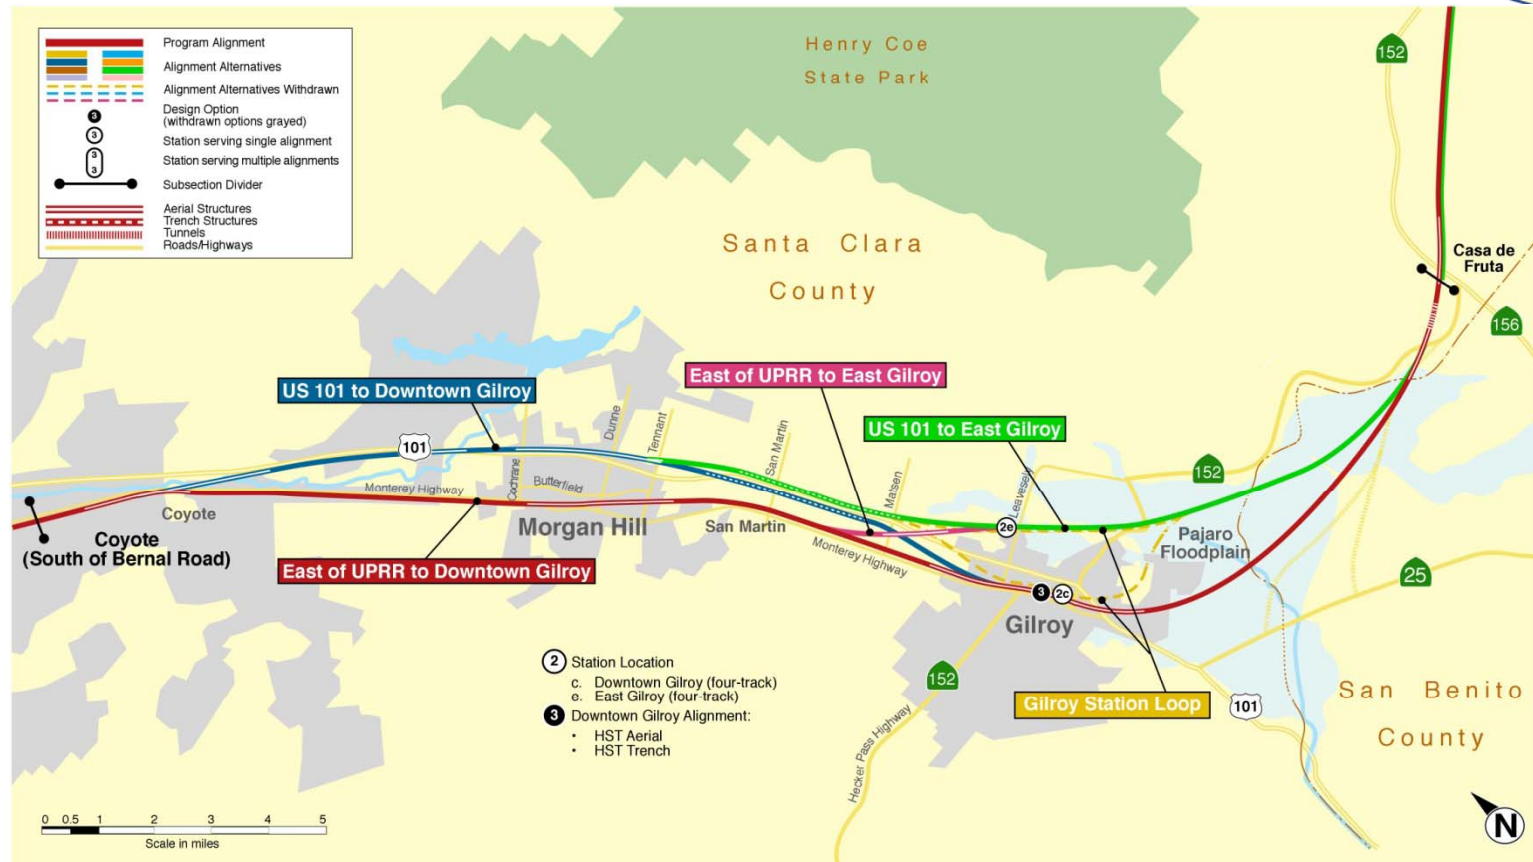 Program Alignment
Alignment Alternatives
Alignment Alternatives Withdrawn
3
Design Option
(withdrawn options grayed)
3
Station serving single alignment
3
3
Station serving multiple alignments
Subsection Divider
Aerial Structures
Trench Structures
Tunnels
Roads/Highways
Henry Coe
State Park
152
Santa Clara
County
Casa de
Fruta
156
US 101 to Downtown Gilroy
East of UPRR to East Gilroy
US 101 to East Gilroy
101
Dunne
Tennant
San Martin
Masten
Leavesely
152
Cochrane
Butterfield
Monterey Highway
Coyote
Morgan Hill
San Martin
Monterey Highway
2e
Pajaro
Floodplain
Coyote
(South of Bernal Road)
East of UPRR to Downtown Gilroy
3
2c
Gilroy
25
152
Gilroy Station Loop
101
San Benito
County
Hecker Pass Highway
2
Station Location
c. Downtown Gilroy (four-track)
e. East Gilroy (four-track)
3
Downtown Gilroy Alignment:
• HST Aerial
• HST Trench
0 0.5 1 2 3 4 5
Scale in miles
N